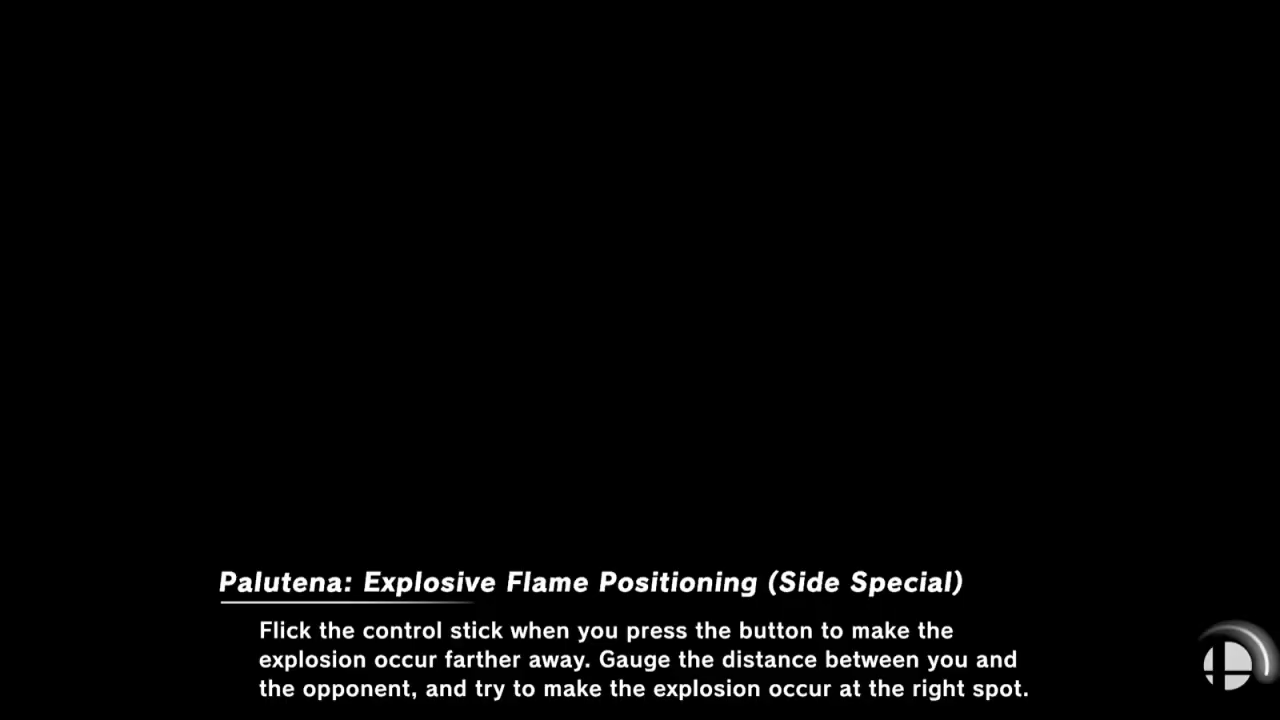 Palutena: Explosive Flame Positioning (Side Special)
Flick the control stick when you press the button to make the
explosion occur farther away. Gauge the distance between you and
the opponent, and try to make the explosion occur at the right spot.